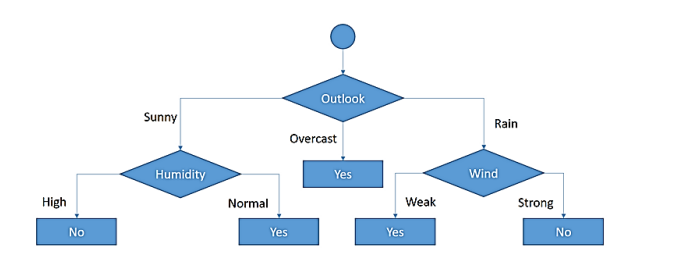 Outlook
Sunny
Overcast
Rain
Humidity
Yes
Wind
High
Normal
Weak
Strong
No
Yes
Yes
No